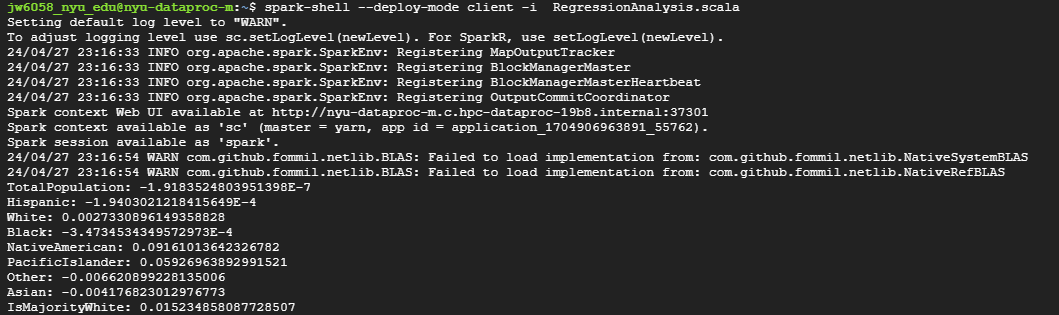 jw6058_nyu_edu@nyu-dataproc-m:~$ spark-shell --deploy-mode client -i  RegressionAnalysis.scala
Setting default log level to "WARN".
To adjust logging level use sc.setLogLevel(newLevel). For SparkR, use setLogLevel(newLevel).
24/04/27 23:16:33 INFO org.apache.spark.SparkEnv: Registering MapOutputTracker
24/04/27 23:16:33 INFO org.apache.spark.SparkEnv: Registering BlockManagerMaster
24/04/27 23:16:33 INFO org.apache.spark.SparkEnv: Registering BlockManagerMasterHeartbeat
24/04/27 23:16:33 INFO org.apache.spark.SparkEnv: Registering OutputCommitCoordinator
Spark context Web UI available at http://nyu-dataproc-m.c.hpc-dataproc-19b8.internal:37301
Spark context available as 'sc' (master = yarn, app id = application_1704906963891_55762).
Spark session available as 'spark'.
24/04/27 23:16:54 WARN com.github.fommil.netlib.BLAS: Failed to load implementation from: com.github.fommil.netlib.NativeSystemBLAS
24/04/27 23:16:54 WARN com.github.fommil.netlib.BLAS: Failed to load implementation from: com.github.fommil.netlib.NativeRefBLAS
TotalPopulation: -1.9183524803951398E-7
Hispanic: -1.9403021218415649E-4
White: 0.0027330896149358828
Black: -3.4734534349572973E-4
NativeAmerican: 0.09161013642326782
PacificIslander: 0.05926963892991521
Other: -0.006620899228135006
Asian: -0.004176823012976773
IsMajorityWhite: 0.015234858087728507